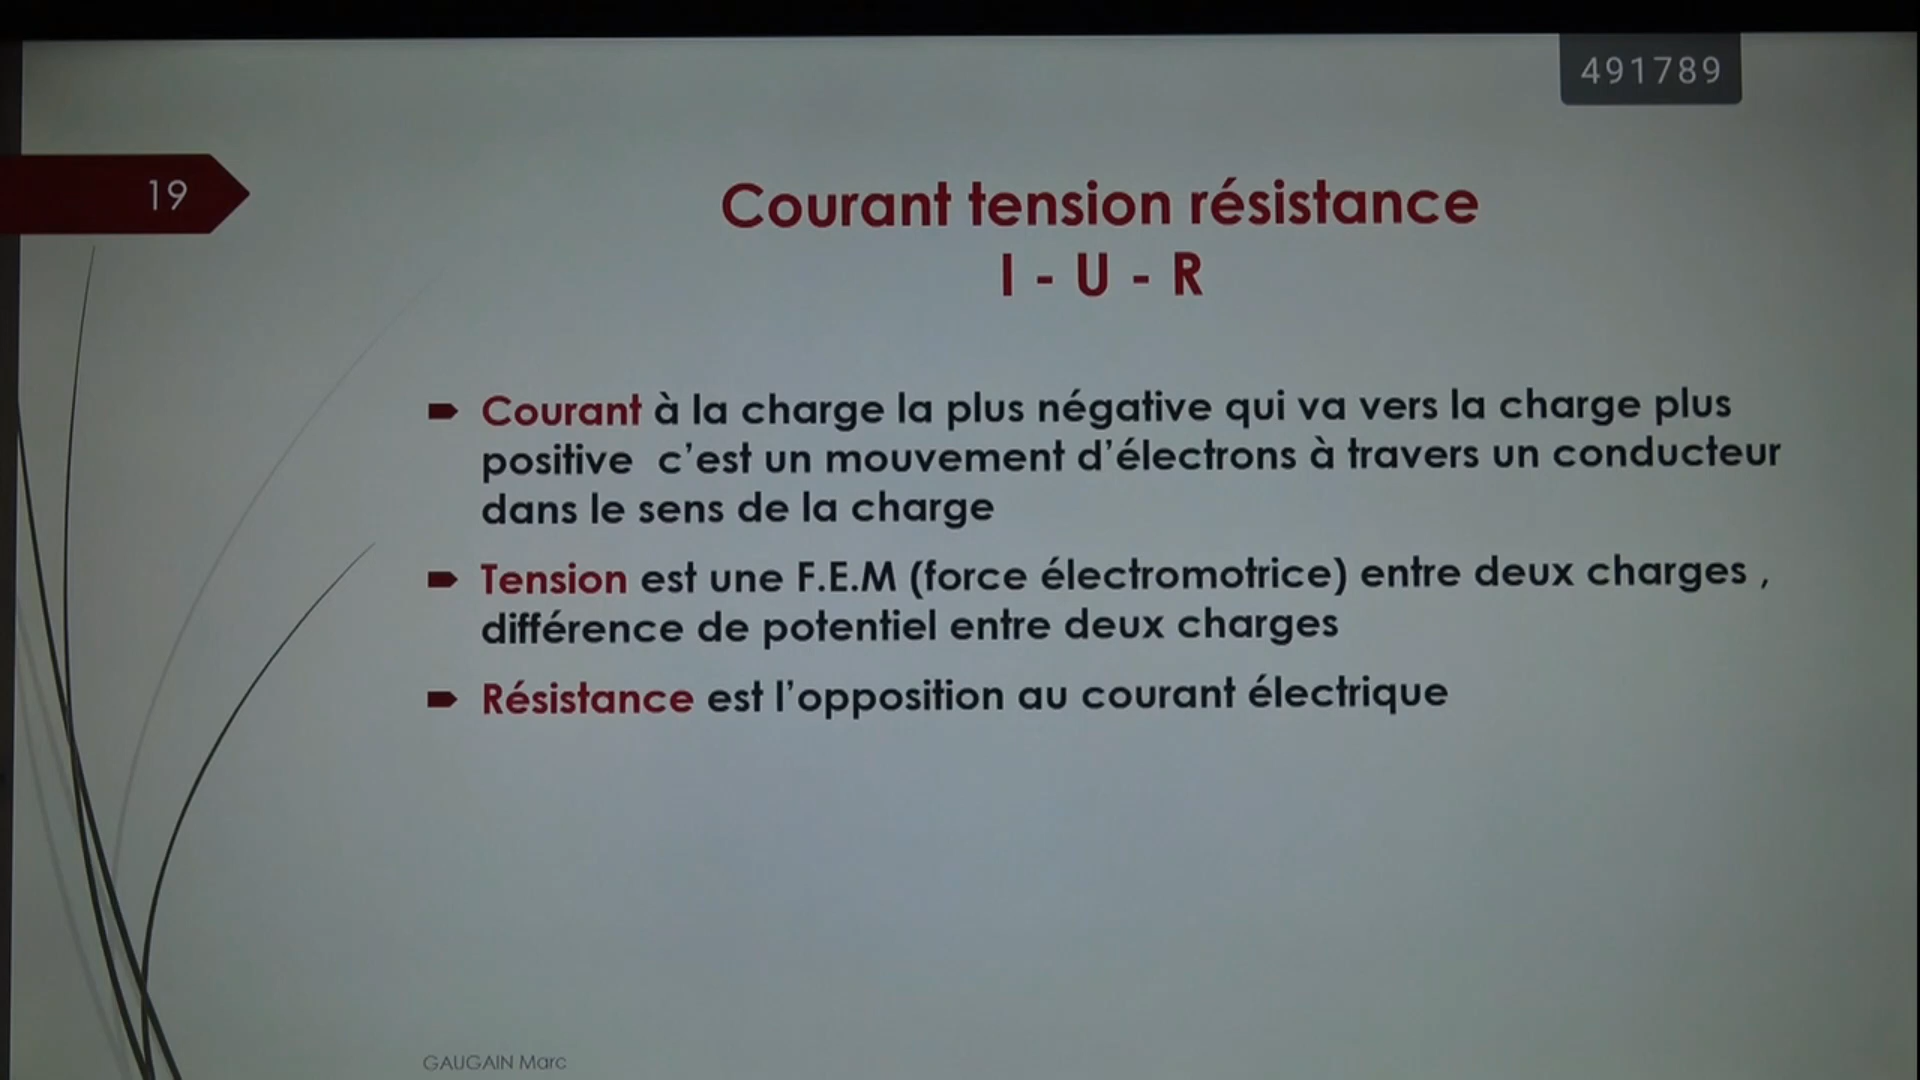 491789
19
Courant tension résistance
I - U - R
Courant à la charge la plus négative qui va vers la charge plus
positive c’est un mouvement d’électrons à travers un conducteur
dans le sens de la charge
Tension est une F.E.M (force électromotrice) entre deux charges ,
différence de potentiel entre deux charges
Résistance est l’opposition au courant électrique
GAUGAIN Marc